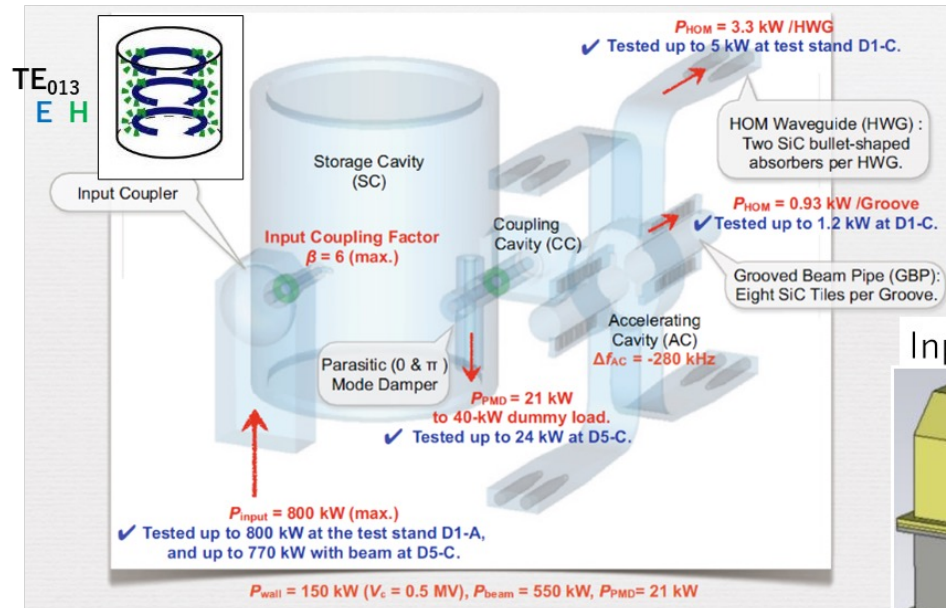 TE013
E H
Input Coupler
Storage Cavity
(SC)
Input Coupling Factor
β = 6 (max.)
Parasitic (0 & π)
Mode Damper
Coupling
Cavity (CC)
PHOM = 3.3 kW /HWG
✔ Tested up to 5 kW at test stand D1-C.
HOM Waveguide (HWG) :
Two SiC bullet-shaped
absorbers per HWG.
PHOM = 0.93 kW /Groove
✔ Tested up to 1.2 kW at D1-C.
Grooved Beam Pipe (GBP):
Eight SiC Tiles per Groove.
Accelerating
Cavity (AC)
ΔfAC = -280 kHz
PPMD = 21 kW
to 40-kW dummy load.
✔ Tested up to 24 kW at D5-C.
Pinput = 800 kW (max.)
✔ Tested up to 800 kW at the test stand D1-A,
and up to 770 kW with beam at D5-C.
Pwall = 150 kW (Vc = 0.5 MV), Pbeam = 550 kW, PPMD= 21 kW